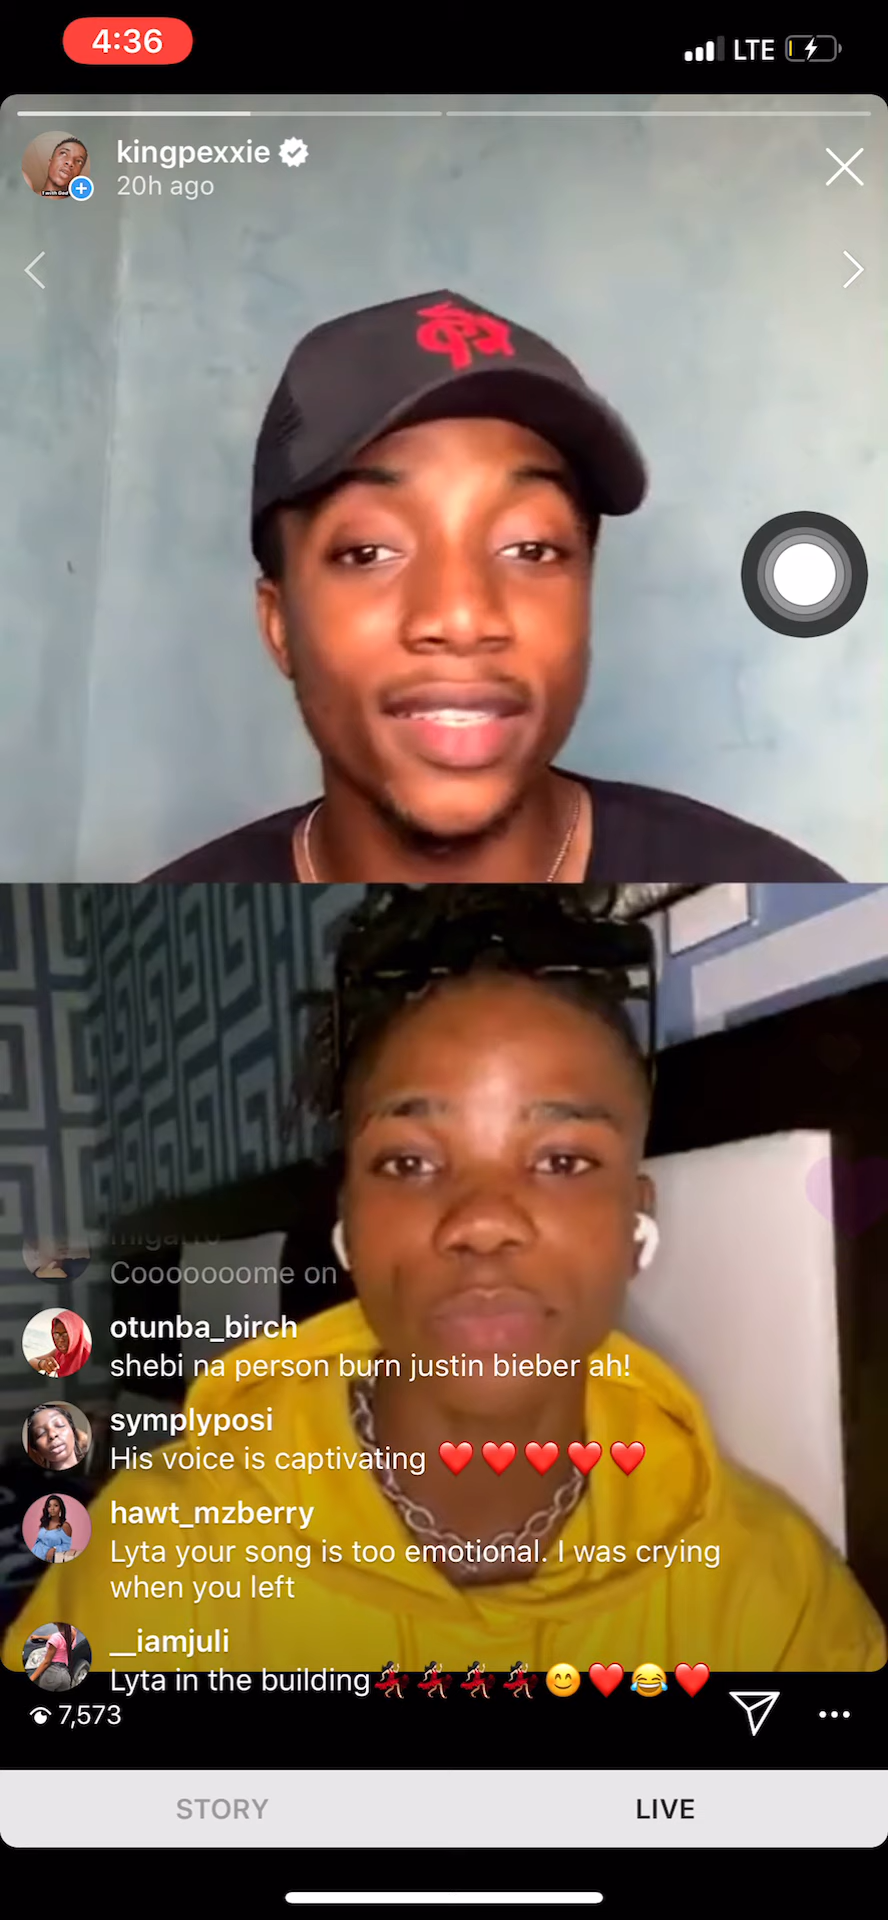 4:36
LTE
kingpexxie
20h ago
Cooooooome on
otunba_birch
shebi na person burn justin bieber ah!
symplyposi
His voice is captivating ❤️❤️❤️❤️❤️
hawt_mzberry
Lyta your song is too emotional. I was crying
when you left
__iamjuli
Lyta in the building💃💃💃💃😊❤️😂❤️
7,573
STORY
LIVE